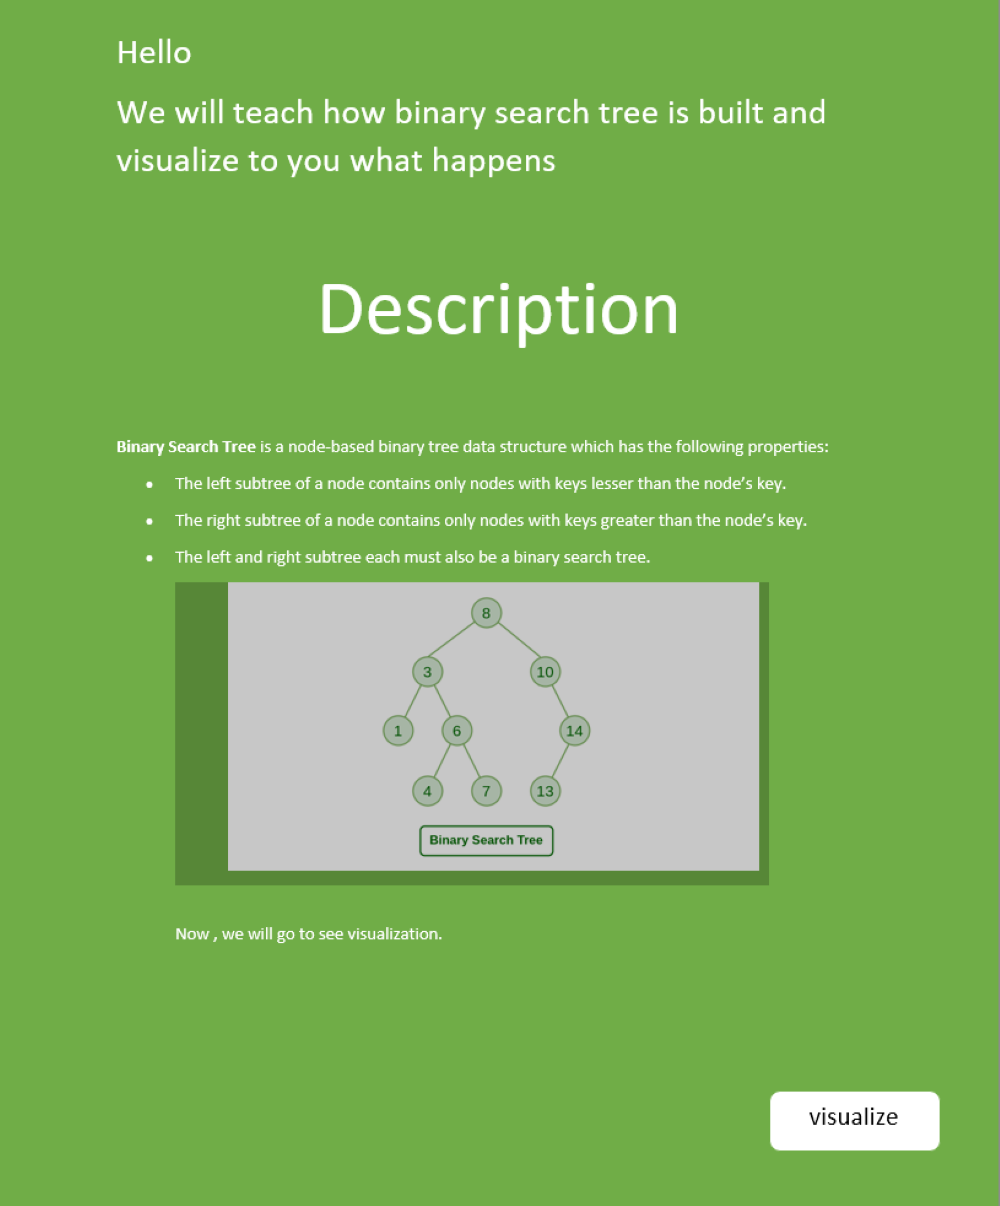 Hello
We will teach how binary search tree is built and
visualize to you what happens
Description
Binary Search Tree is a node-based binary tree data structure which has the following properties:
• The left subtree of a node contains only nodes with keys lesser than the node’s key.
• The right subtree of a node contains only nodes with keys greater than the node’s key.
• The left and right subtree each must also be a binary search tree.
8
3 10
1 6 14
4 7 13
Binary Search Tree
Now , we will go to see visualization.
visualize